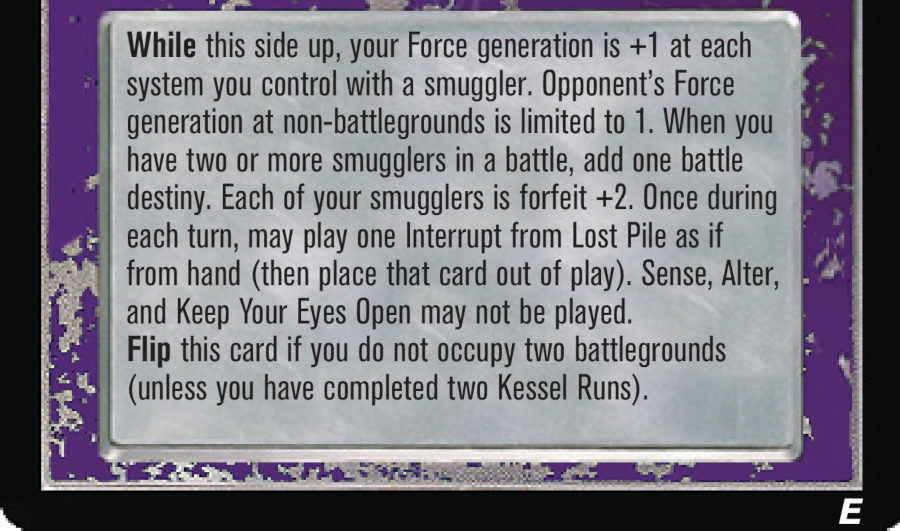 While this side up, your Force generation is +1 at each
system you control with a smuggler. Opponent's Force
generation at non-battlegrounds is limited to 1. When you
have two or more smugglers in a battle, add one battle
destiny. Each of your smugglers is forfeit +2. Once during
each turn, may play one Interrupt from Lost Pile as if
from hand (then place that card out of play). Sense, Alter,
and Keep Your Eyes Open may not be played.
Flip this card if you do not occupy two battlegrounds
(unless you have completed two Kessel Runs).
E